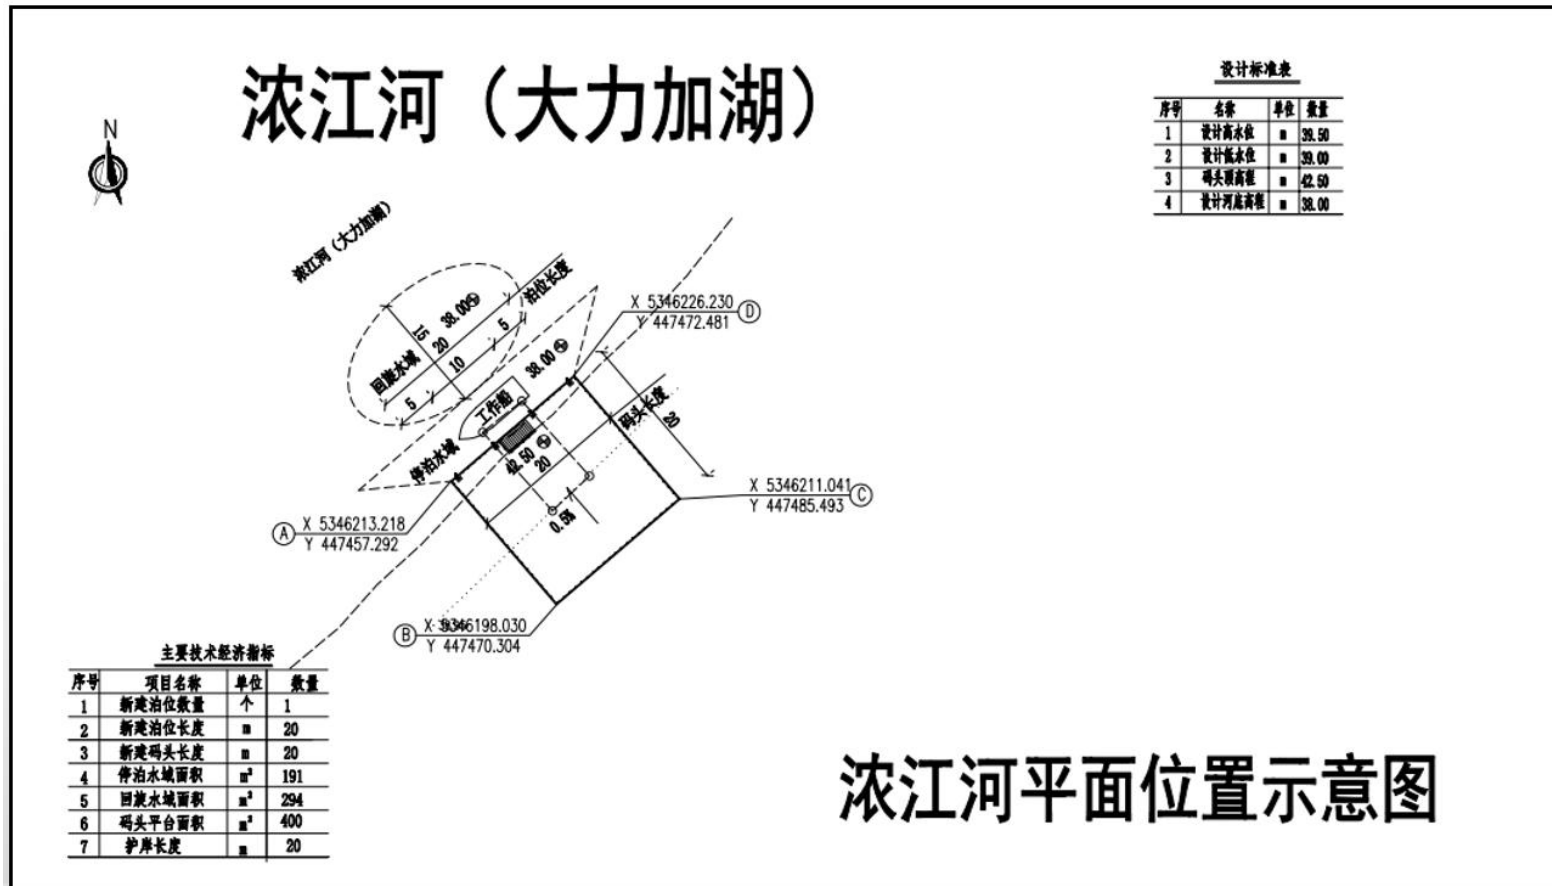 浓江河（大力加湖）
N
设计标准表
序号 名称 单位 数量
1 设计高水位 m 39.50
2 设计低水位 m 39.00
3 码头顶高程 m 42.50
4 设计河底高程 m 38.00
浓江河（大力加湖）
泊位长度
38.00
15
20
5
回旋水域
10
5
X 5346226.230
Y 447472.481
D
38.00
工作船
码头长度
20
停泊水域
42.50
20
0.5%
X 5346211.041
Y 447485.493
C
A
X 5346213.218
Y 447457.292
B
X 5346198.030
Y 447470.304
主要技术经济指标
序号 项目名称 单位 数量
1 新建泊位数量 个 1
2 新建泊位长度 m 20
3 新建码头长度 m 20
4 停泊水域面积 m² 191
5 回旋水域面积 m² 294
6 码头平台面积 m² 400
7 护岸长度 m 20
浓江河平面位置示意图